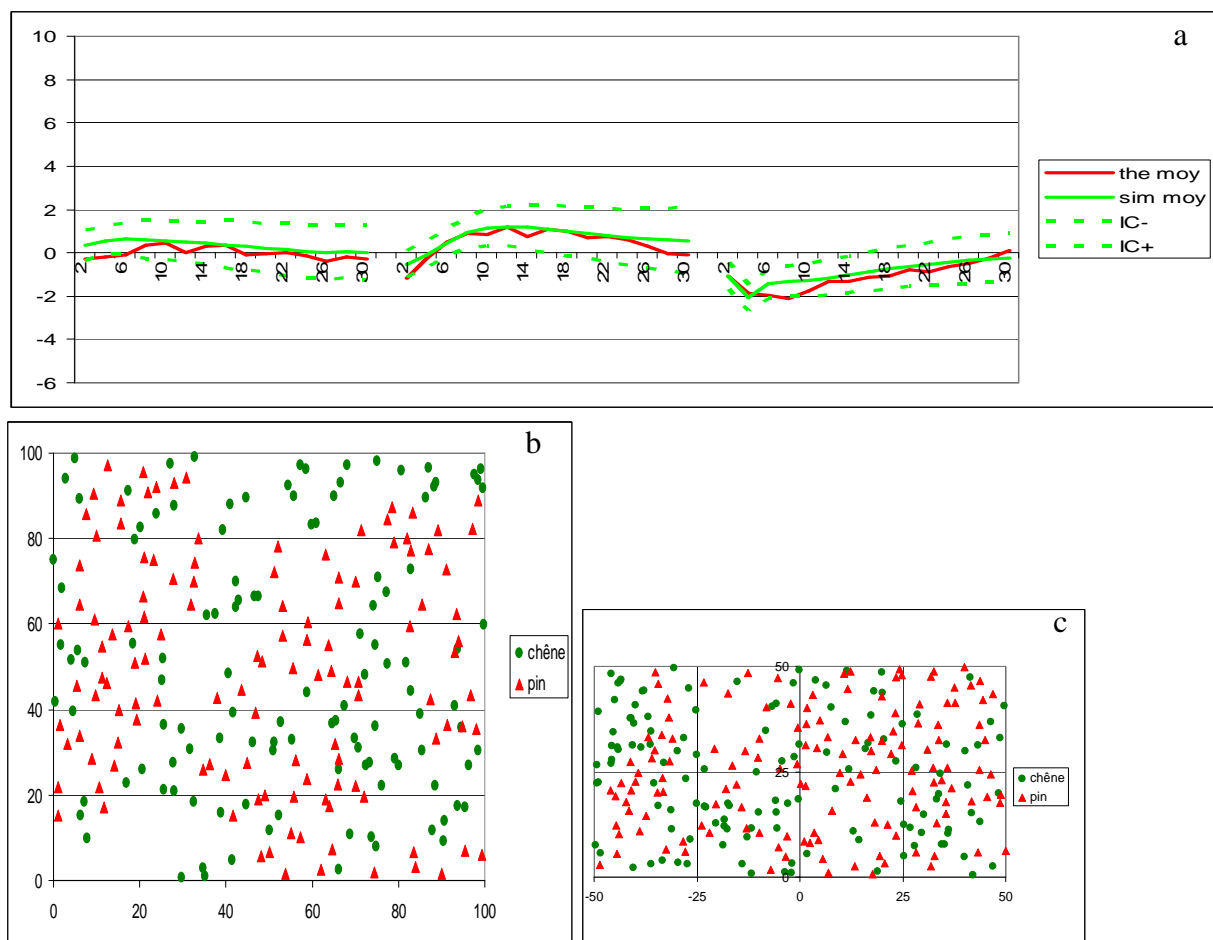 a
10
8
6
4
2
0
-2
-4
-6
2 6 10 14 18 22 26 30 2 6 10 14 18 22 26 30 2 6 10 14 18 22 26 30
the moy
sim moy
IC-
IC+
b
100
80
60
40
20
0
0 20 40 60 80 100
chêne
pin
c
50
25
0
-50 -25 0 25 50
chêne
pin